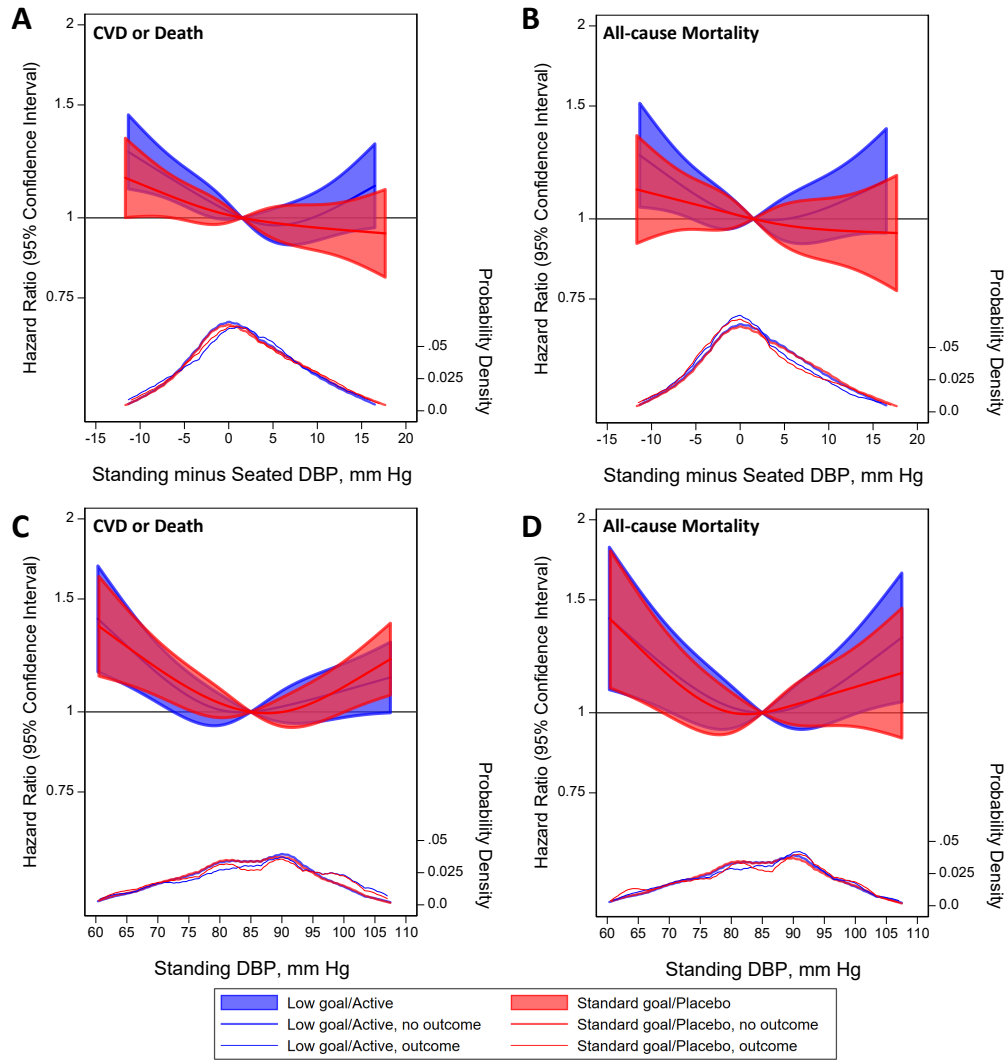 A
CVD or Death
2
1.5
1
0.75
Hazard Ratio (95% Confidence Interval)
.05
0.025
0.0
Probability Density
-15 -10 -5 0 5 10 15 20
Standing minus Seated DBP, mm Hg
B
All-cause Mortality
2
1.5
1
0.75
Hazard Ratio (95% Confidence Interval)
.05
0.025
0.0
Probability Density
-15 -10 -5 0 5 10 15 20
Standing minus Seated DBP, mm Hg
C
CVD or Death
2
1.5
1
0.75
Hazard Ratio (95% Confidence Interval)
.05
0.025
0.0
Probability Density
60 65 70 75 80 85 90 95 100 105 110
Standing DBP, mm Hg
D
All-cause Mortality
2
1.5
1
0.75
Hazard Ratio (95% Confidence Interval)
.05
0.025
0.0
Probability Density
60 65 70 75 80 85 90 95 100 105 110
Standing DBP, mm Hg
Low goal/Active Standard goal/Placebo
Low goal/Active, no outcome Standard goal/Placebo, no outcome
Low goal/Active, outcome Standard goal/Placebo, outcome